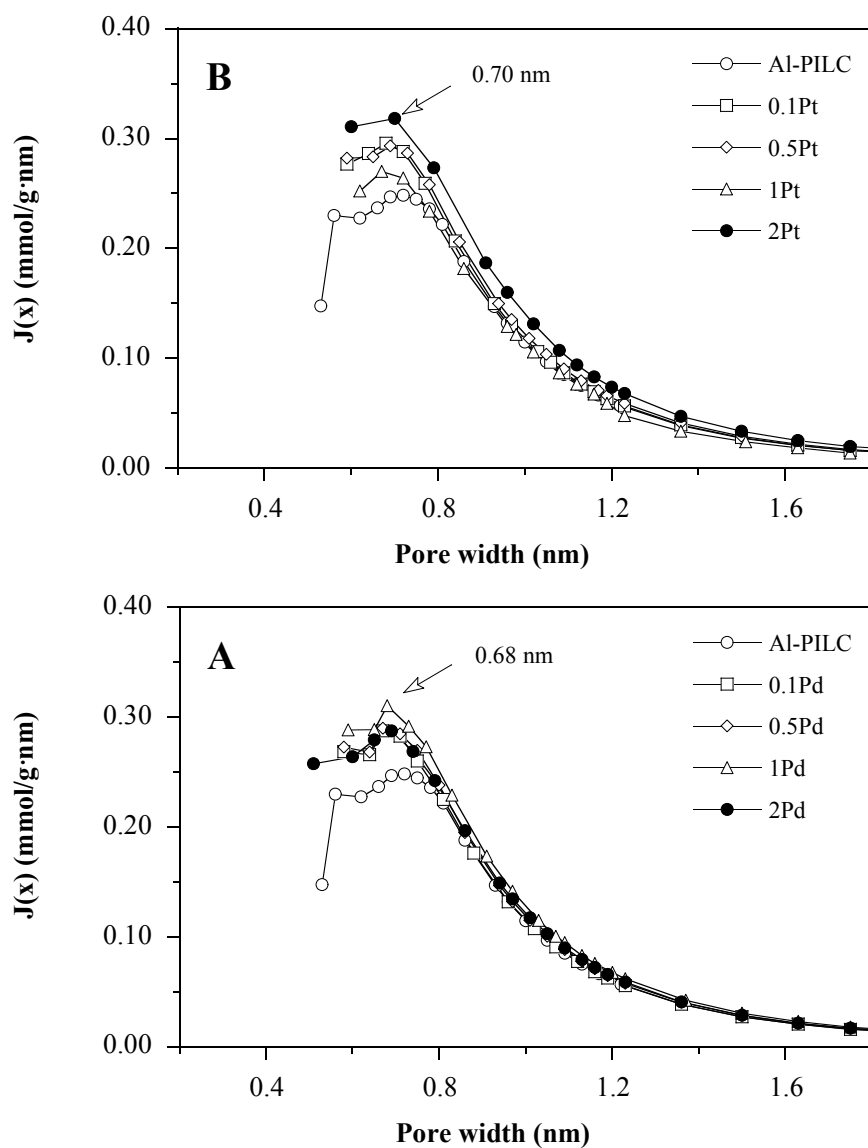 0.40
B
0.70 nm
Al-PILC
0.1Pt
0.5Pt
1Pt
2Pt
0.30
0.20
0.10
0.00
J(x) (mmol/g·nm)
0.4 0.8 1.2 1.6
Pore width (nm)
0.40
A
0.68 nm
Al-PILC
0.1Pd
0.5Pd
1Pd
2Pd
0.30
0.20
0.10
0.00
J(x) (mmol/g·nm)
0.4 0.8 1.2 1.6
Pore width (nm)